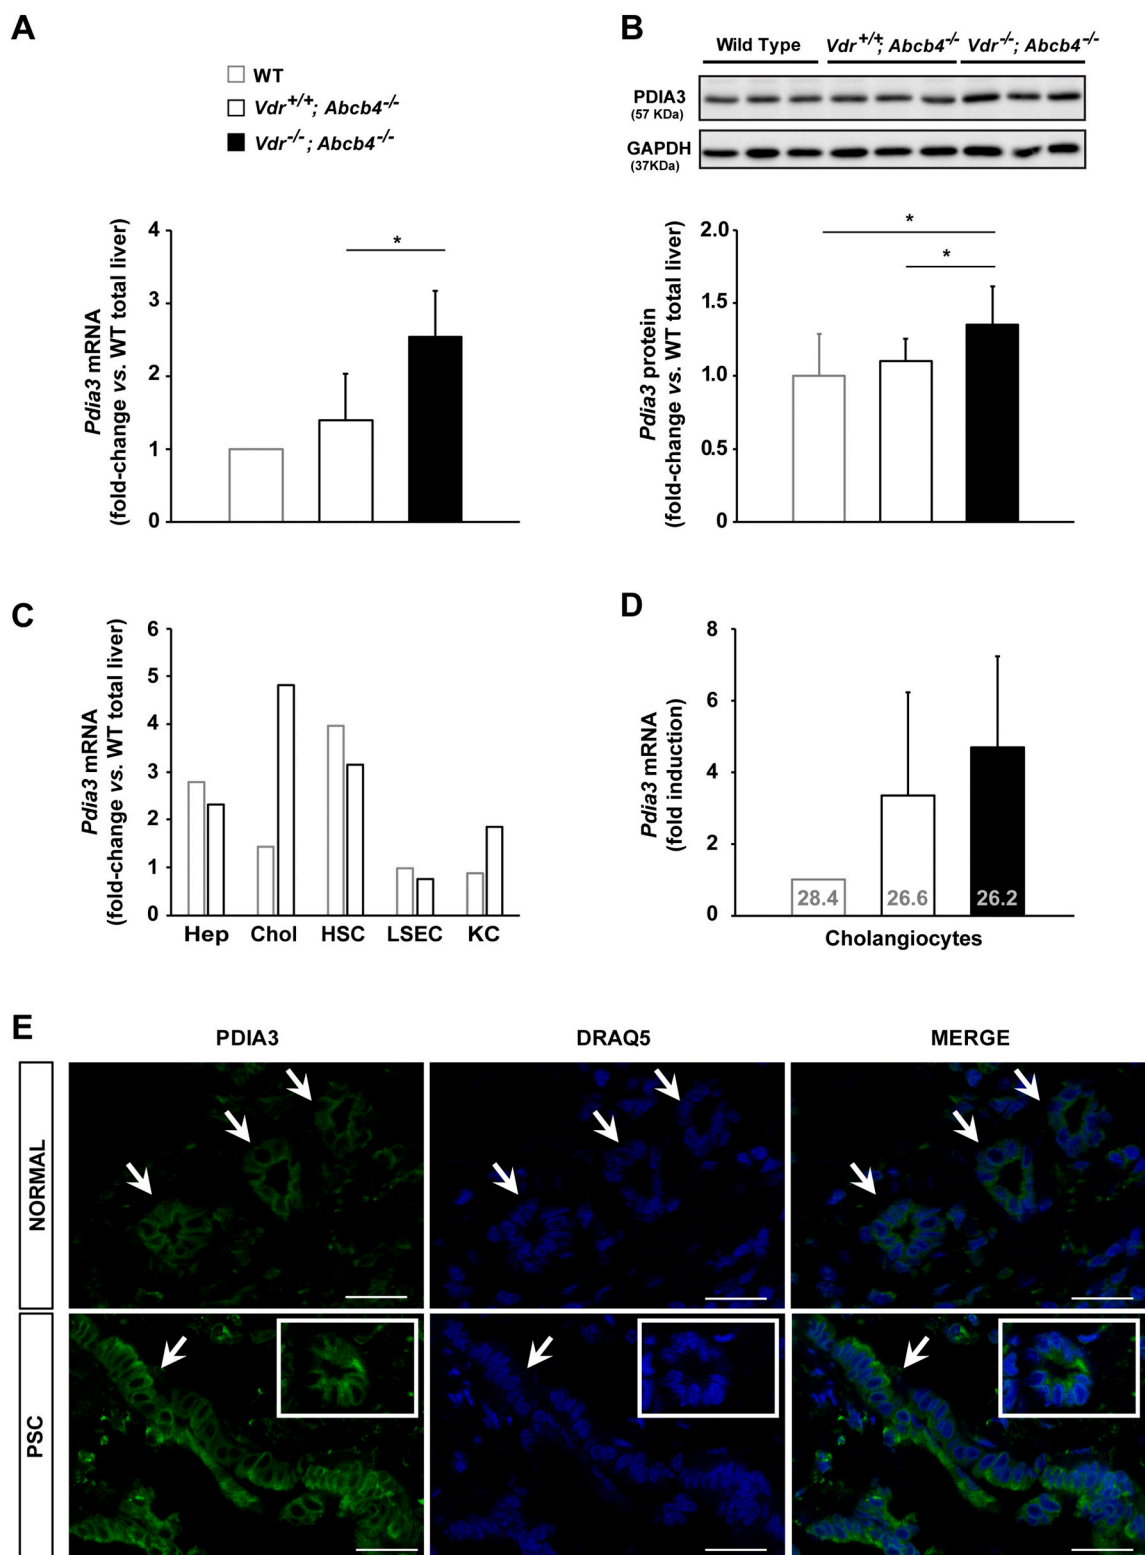 A
WT
Vdr+/+; Abcb4-/-
Vdr-/-; Abcb4-/-
Pdia3 mRNA
(fold-change vs. WT total liver)
4
3
2
1
0
*
B
Wild Type Vdr+/+; Abcb4-/- Vdr-/-; Abcb4-/-
PDIA3
(57 KDa)
GAPDH
(37KDa)
Pdia3 protein
(fold-change vs. WT total liver)
2.0
1.5
1.0
0.5
0
*
*
C
Pdia3 mRNA
(fold-change vs. WT total liver)
6
5
4
3
2
1
0
Hep Chol HSC LSEC KC
D
Pdia3 mRNA
(fold induction)
8
6
4
2
0
28.4 26.6 26.2
Cholangiocytes
E
PDIA3 DRAQ5 MERGE
NORMAL
PSC